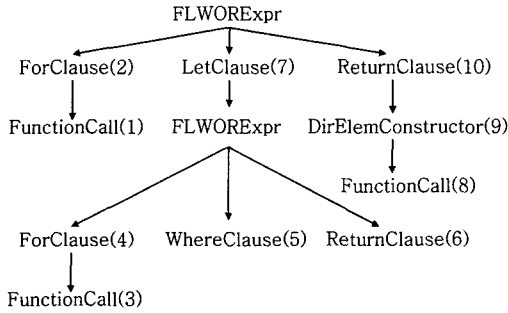 FLWORExpr
ForClause(2) LetClause(7) ReturnClause(10)
FunctionCall(1) FLWORExpr DirElemConstructor(9)
FunctionCall(8)
ForClause(4) WhereClause(5) ReturnClause(6)
FunctionCall(3)